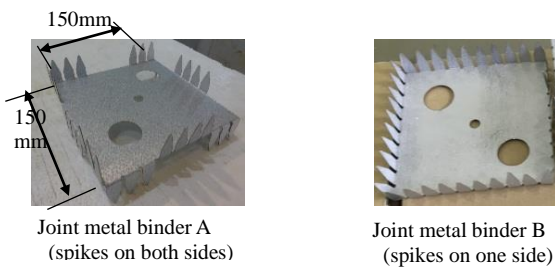 150mm
150
mm
Joint metal binder A
(spikes on both sides)
Joint metal binder B
(spikes on one side)